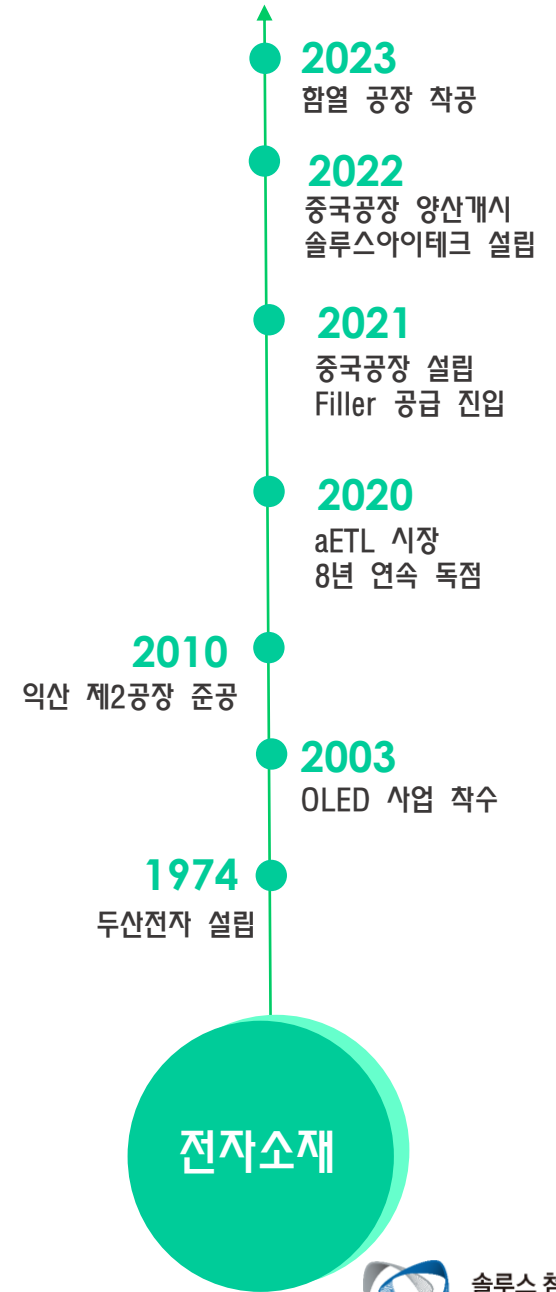 2023
함열 공장 착공
2022
중국공장 양산개시
솔루스아이테크 설립
2021
중국공장 설립
Filler 공급 진입
2020
aETL 시장
8년 연속 독점
2010
익산 제2공장 준공
2003
OLED 사업 착수
1974
두산전자 설립
전자소재
솔루스